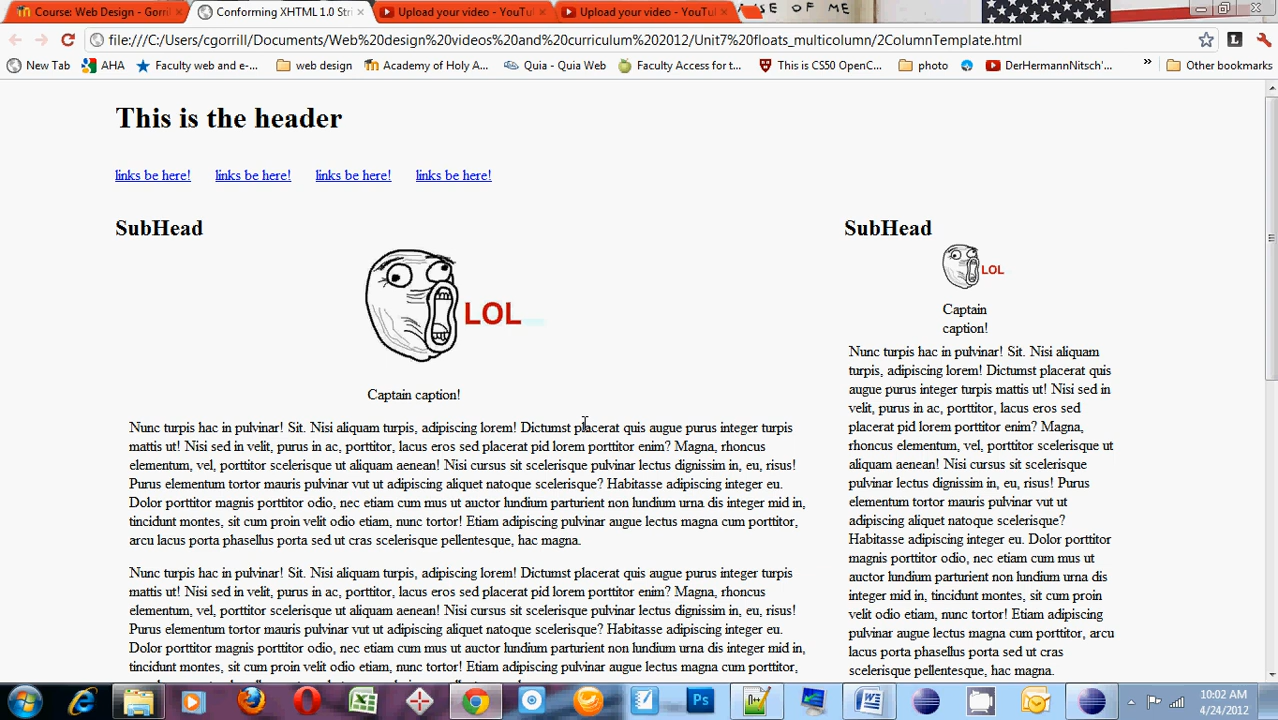 Course: Web Design - Gorril
Conforming XHTML 1.0 Stri
Upload your video - YouTu
Upload your video - YouTul
OF ME
file:///C:/Users/cgorrill/Documents/Web%20design%20videos%20and%20curriculum%202012/Unit7%20floats_multicolumn/2ColumnTemplate.html
New Tab AHA Faculty web and e-... web design Academy of Holy A... Quia - Quia Web Faculty Access for t... This is CS50 OpenC... photo DerHermannNitsch'... » Other bookmarks
This is the header
links be here! links be here! links be here! links be here!
SubHead
LOL
Captain caption!
Nunc turpis hac in pulvinar! Sit. Nisi aliquam turpis, adipiscing lorem! Dictumst placerat quis augue purus integer turpis
mattis ut! Nisi sed in velit, purus in ac, porttitor, lacus eros sed placerat pid lorem porttitor enim? Magna, rhoncus
elementum, vel, porttitor scelerisque ut aliquam aenean! Nisi cursus sit scelerisque pulvinar lectus dignissim in, eu, risus!
Purus elementum tortor mauris pulvinar vut ut adipiscing aliquet natoque scelerisque? Habitasse adipiscing integer eu.
Dolor porttitor magnis porttitor odio, nec etiam cum mus ut auctor lundium parturient non lundium urna dis integer mid in,
tincidunt montes, sit cum proin velit odio etiam, nunc tortor! Etiam adipiscing pulvinar augue lectus magna cum porttitor,
arcu lacus porta phasellus porta sed ut cras scelerisque pellentesque, hac magna.
Nunc turpis hac in pulvinar! Sit. Nisi aliquam turpis, adipiscing lorem! Dictumst placerat quis augue purus integer turpis
mattis ut! Nisi sed in velit, purus in ac, porttitor, lacus eros sed placerat pid lorem porttitor enim? Magna, rhoncus
elementum, vel, porttitor scelerisque ut aliquam aenean! Nisi cursus sit scelerisque pulvinar lectus dignissim in, eu, risus!
Purus elementum tortor mauris pulvinar vut ut adipiscing aliquet natoque scelerisque? Habitasse adipiscing integer eu.
Dolor porttitor magnis porttitor odio, nec etiam cum mus ut auctor lundium parturient non lundium urna dis integer mid in,
tincidunt montes, sit cum proin velit odio etiam, nunc tortor! Etiam adipiscing pulvinar augue lectus magna cum porttitor,
SubHead
LOL
Captain
caption!
Nunc turpis hac in pulvinar! Sit. Nisi aliquam
turpis, adipiscing lorem! Dictumst placerat quis
augue purus integer turpis mattis ut! Nisi sed in
velit, purus in ac, porttitor, lacus eros sed
placerat pid lorem porttitor enim? Magna,
rhoncus elementum, vel, porttitor scelerisque ut
aliquam aenean! Nisi cursus sit scelerisque
pulvinar lectus dignissim in, eu, risus! Purus
elementum tortor mauris pulvinar vut ut
adipiscing aliquet natoque scelerisque?
Habitasse adipiscing integer eu. Dolor porttitor
magnis porttitor odio, nec etiam cum mus ut
auctor lundium parturient non lundium urna dis
integer mid in, tincidunt montes, sit cum proin
velit odio etiam, nunc tortor! Etiam adipiscing
pulvinar augue lectus magna cum porttitor, arcu
lacus porta phasellus porta sed ut cras
scelerisque pellentesque, hac magna.
Ps
10:02 AM
4/24/2012